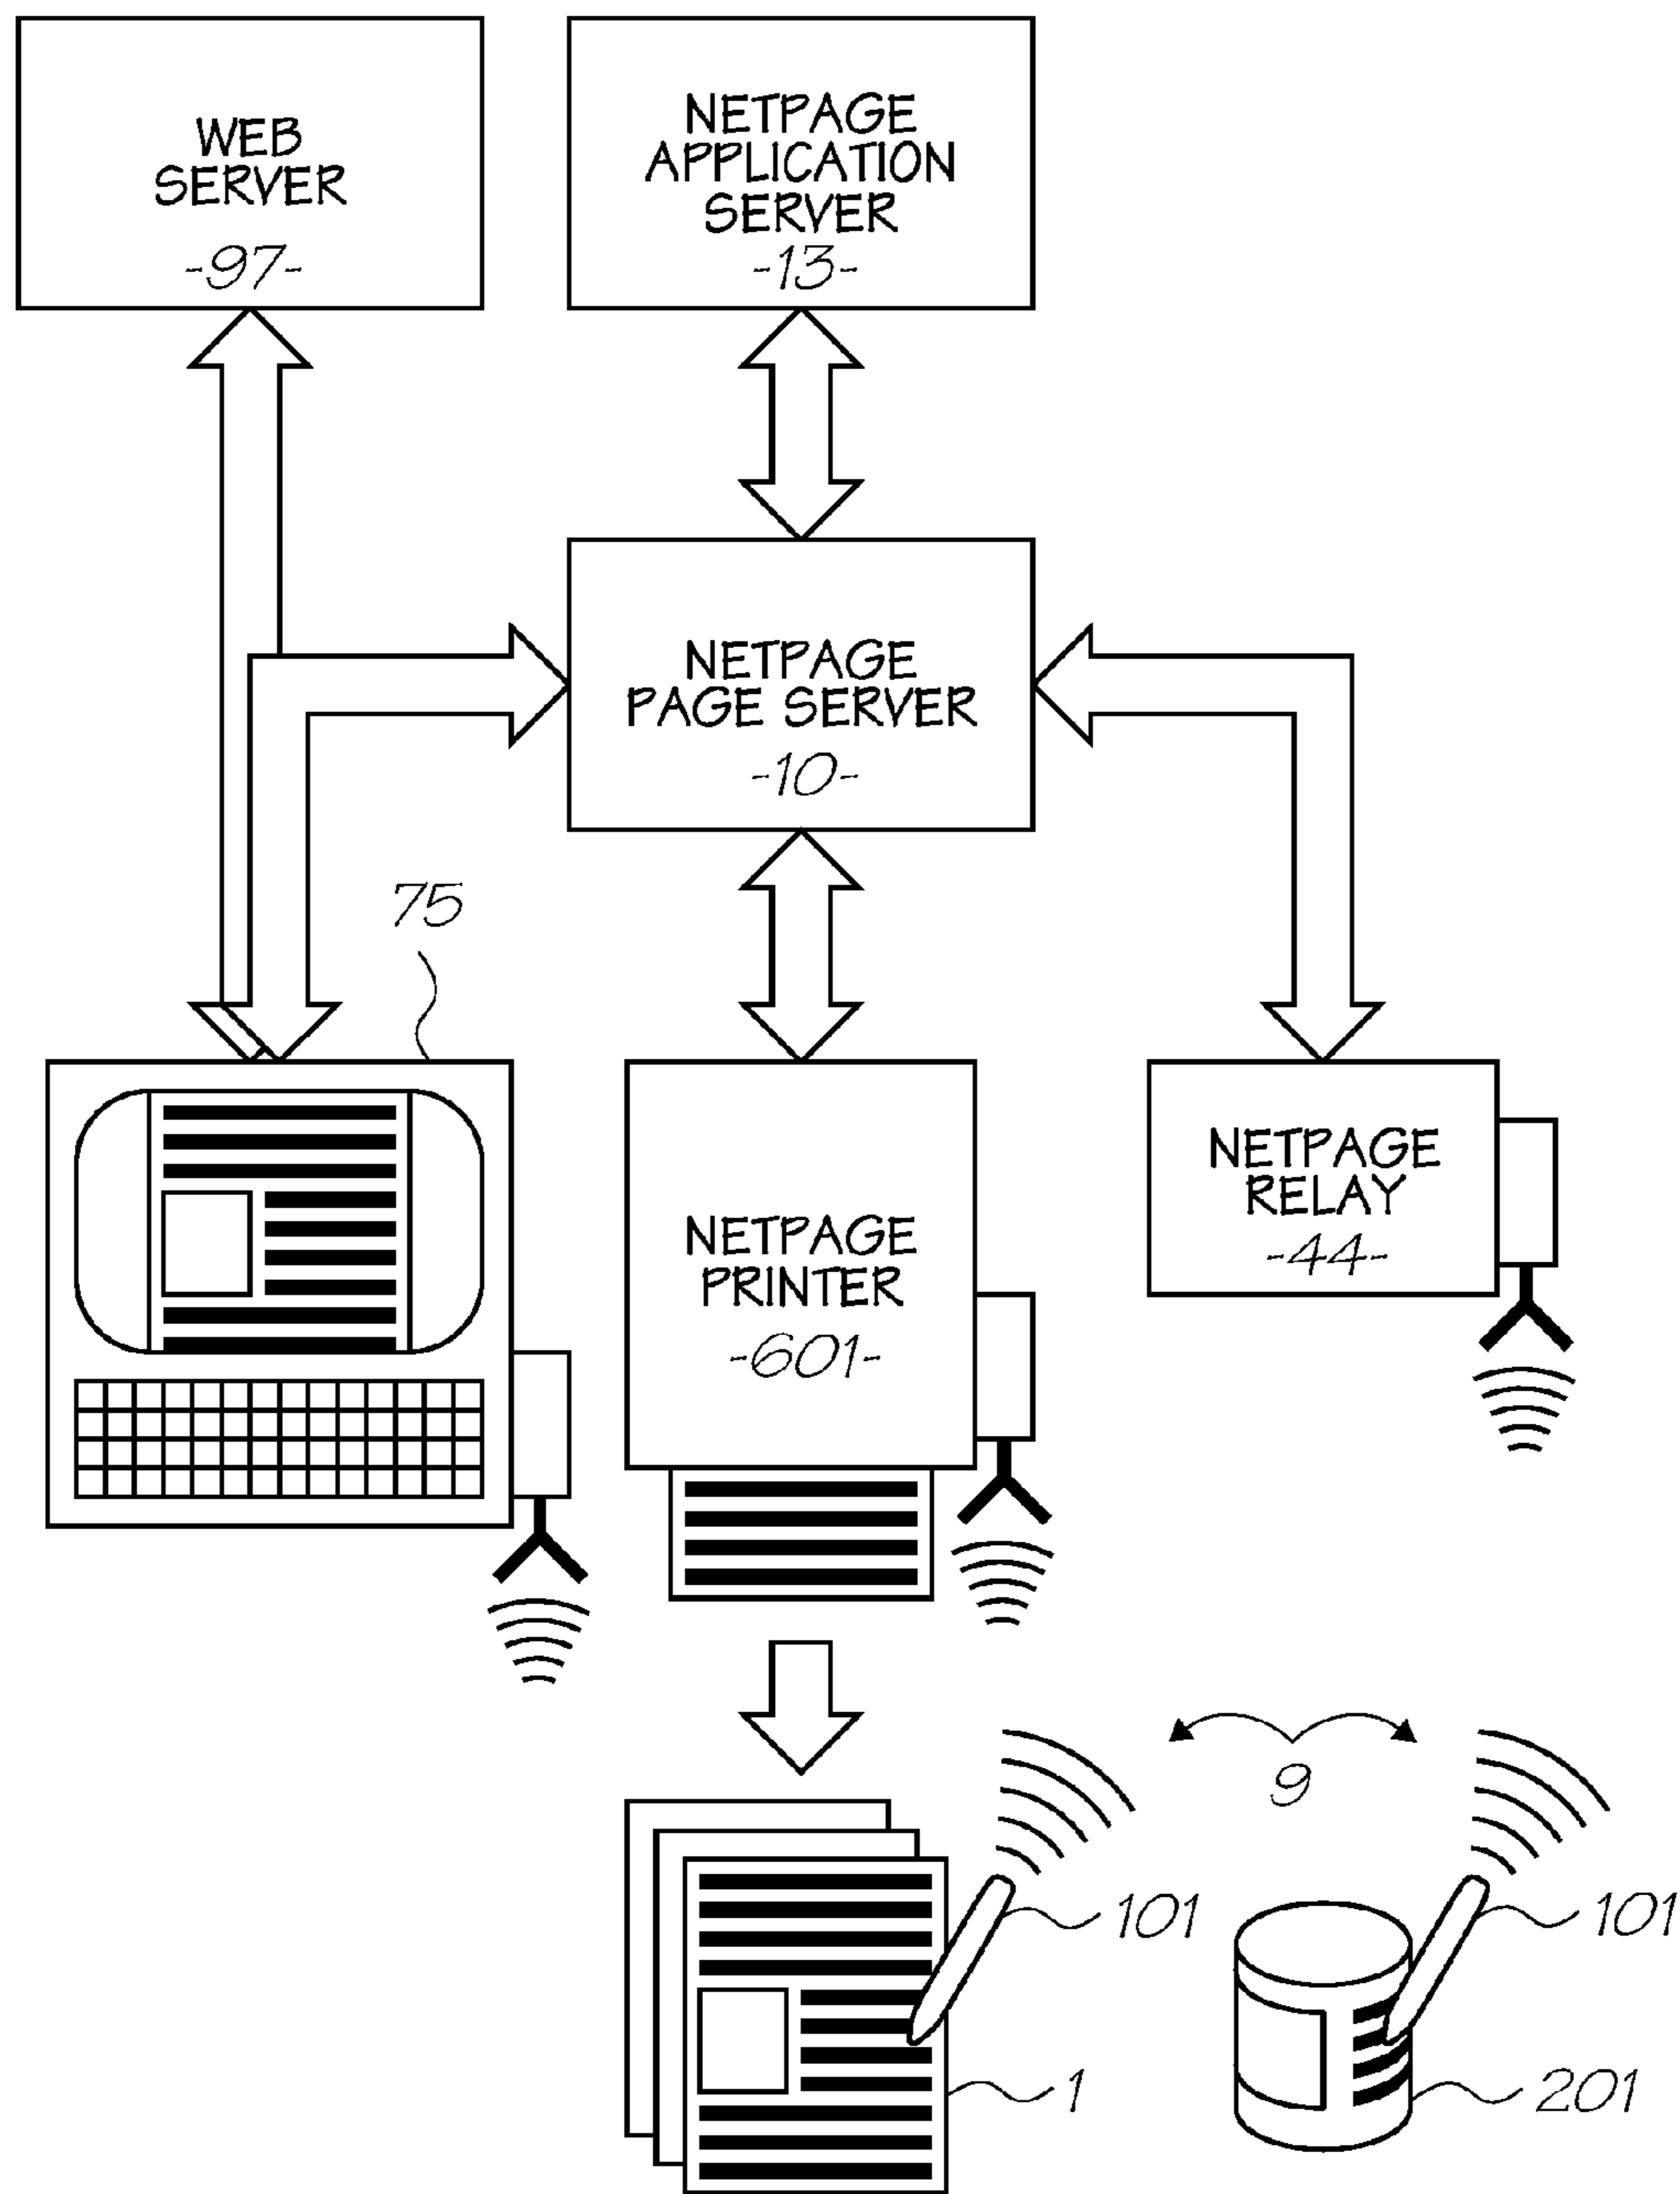 WEB
SERVER
-97-
NETPAGE
APPLICATION
SERVER
-13-
NETPAGE
PAGE SERVER
-10-
75
NETPAGE
PRINTER
-601-
NETPAGE
RELAY
-44-
9
101
101
1
201